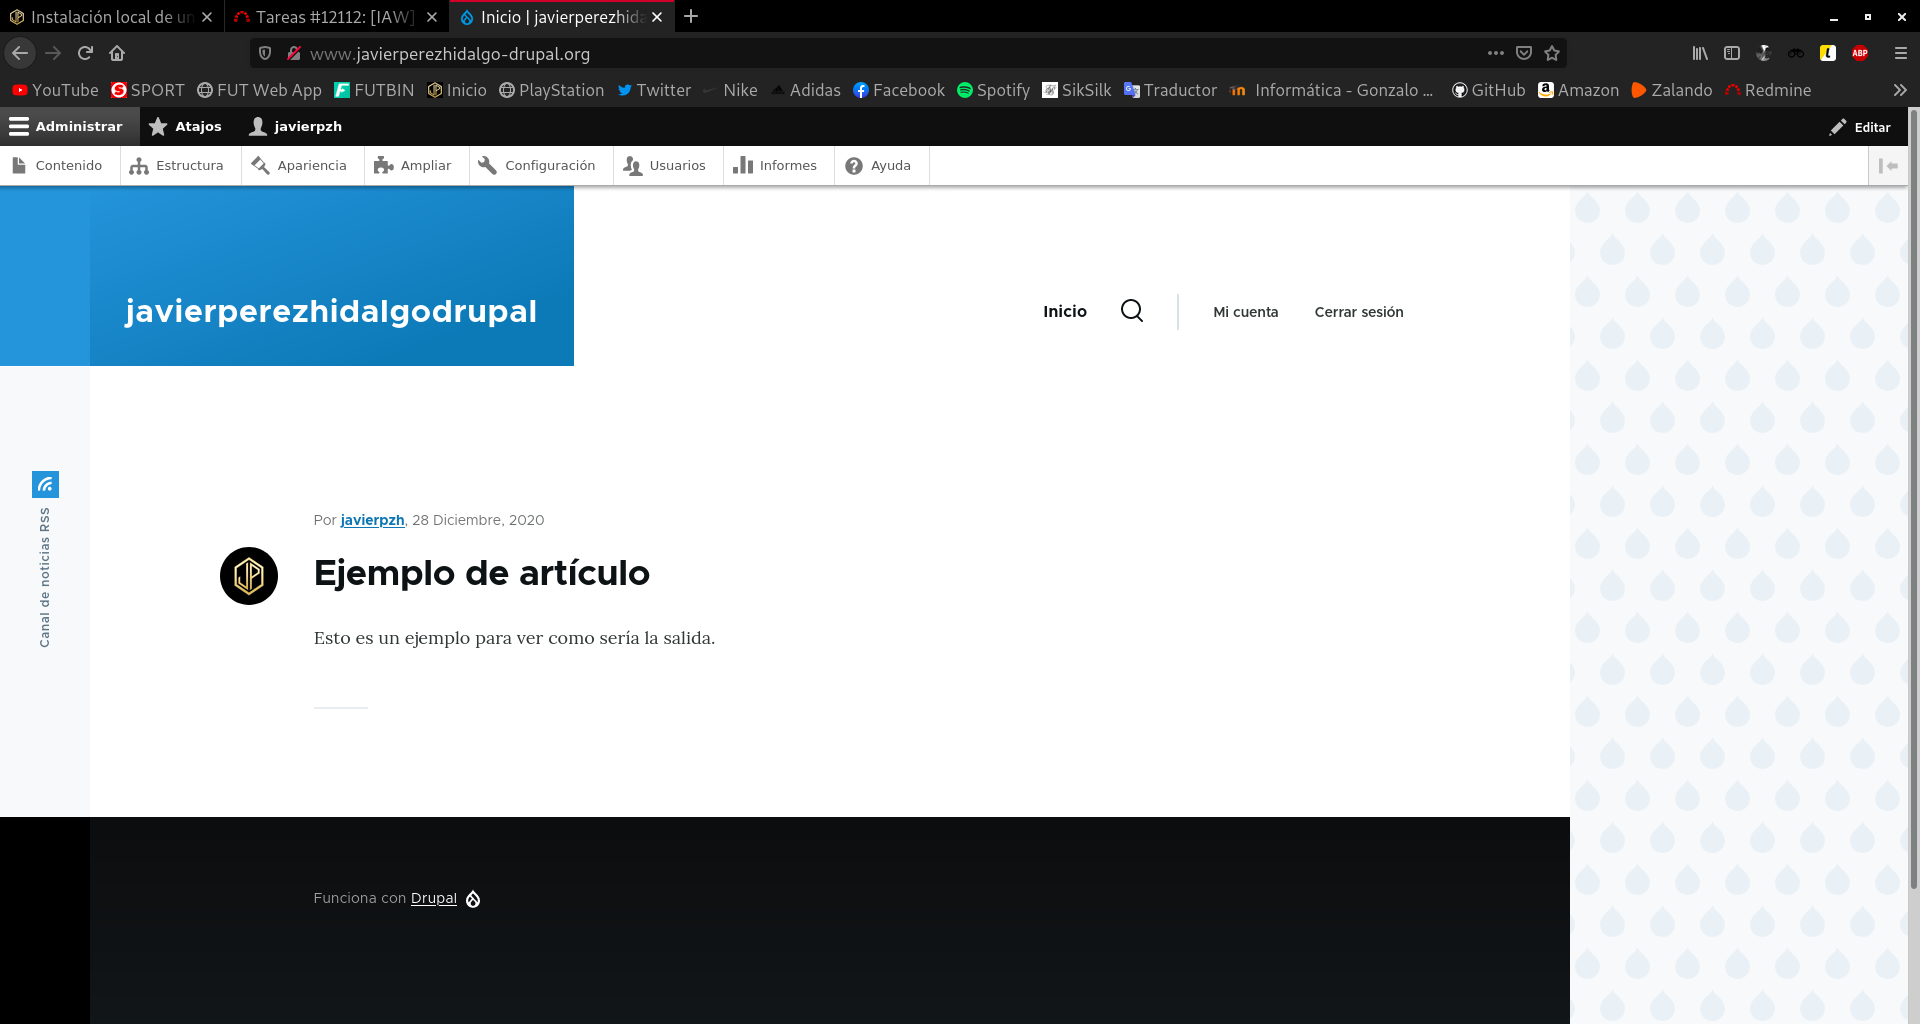 Instalación local de un
Tareas #12112: [IAW]
Inicio | javierperezhida
www.javierperezhidalgo-drupal.org
ABP
YouTube SPORT FUT Web App FUTBIN Inicio PlayStation Twitter Nike Adidas Facebook Spotify SikSilk Traductor Informática - Gonzalo ... GitHub Amazon Zalando Redmine
Administrar Atajos javierpzh Editar
Contenido Estructura Apariencia Ampliar Configuración Usuarios Informes Ayuda
javierperezhidalgodrupal
Inicio Mi cuenta Cerrar sesión
Canal de noticias RSS
Por javierpzh, 28 Diciembre, 2020
JP
Ejemplo de artículo
Esto es un ejemplo para ver como sería la salida.
Funciona con Drupal